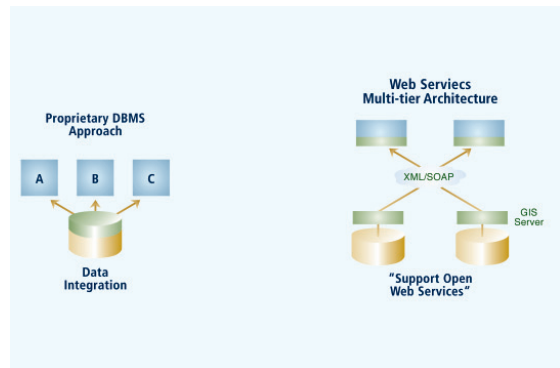 Proprietary DBMS
Approach
A
B
C
Data
Integration
Web Serviecs
Multi-tier Architecture
XML/SOAP
GIS
Server
"Support Open
Web Services"